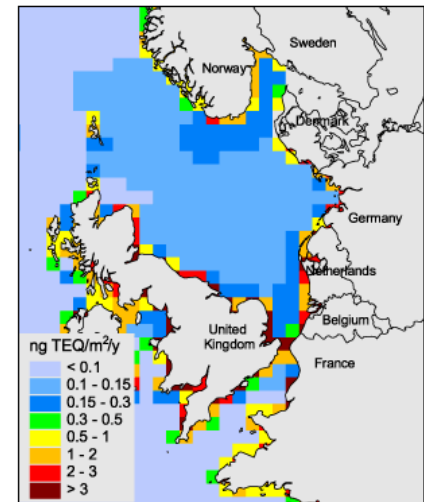 Sweden
Norway
Denmark
Germany
Netherlands
United
Kingdom
Belgium
France
ng TEQ/m²/y
< 0.1
0.1 - 0.15
0.15 - 0.3
0.3 - 0.5
0.5 - 1
1 - 2
2 - 3
> 3